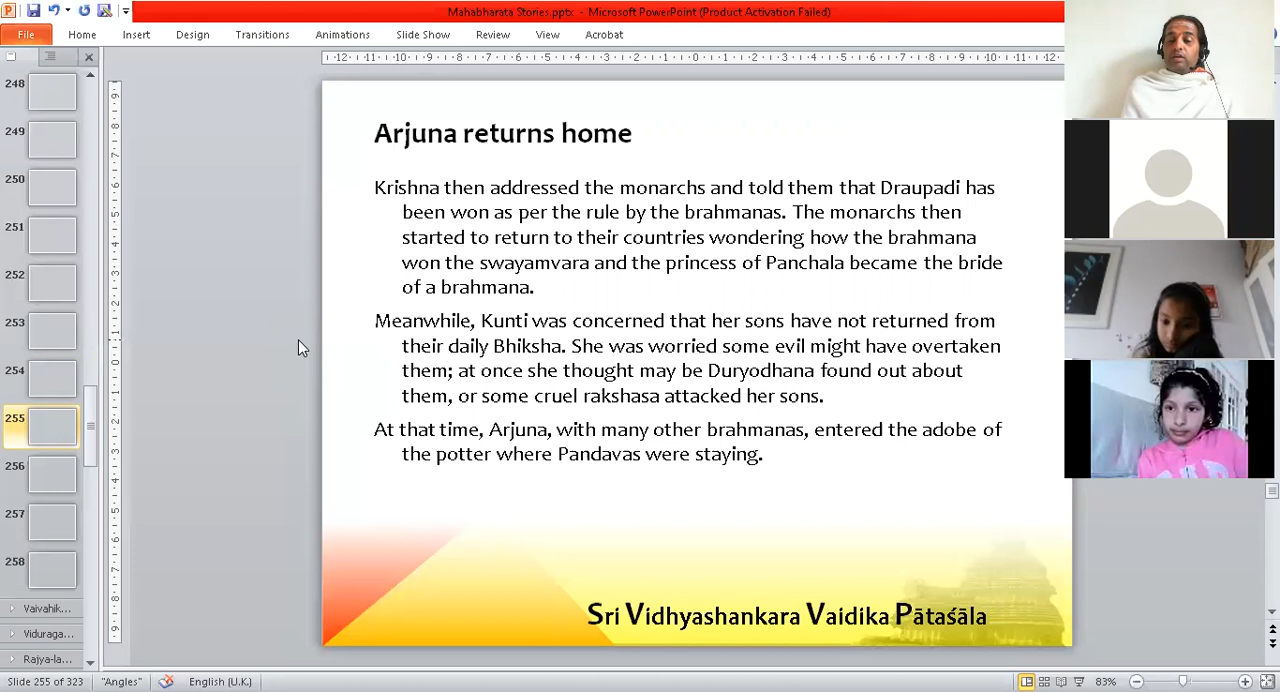 Mahabharata Stories.pptx - Microsoft PowerPoint (Product Activation Failed)
File Home Insert Design Transitions Animations Slide Show Review View Acrobat
Arjuna returns home
Krishna then addressed the monarchs and told them that Draupadi has
been won as per the rule by the brahmanas. The monarchs then
started to return to their countries wondering how the brahmana
won the swayamvara and the princess of Panchala became the bride
of a brahmana.
Meanwhile, Kunti was concerned that her sons have not returned from
their daily Bhiksha. She was worried some evil might have overtaken
them; at once she thought may be Duryodhana found out about
them, or some cruel rakshasa attacked her sons.
At that time, Arjuna, with many other brahmanas, entered the adobe of
the potter where Pandavas were staying.
Sri Vidhyashankara Vaidika Pātaśāla
248
249
250
251
252
253
254
255
256
257
258
Vaivahik...
Viduraga...
Rajya-la...
Slide 255 of 323 "Angles" English (U.K.) 83%